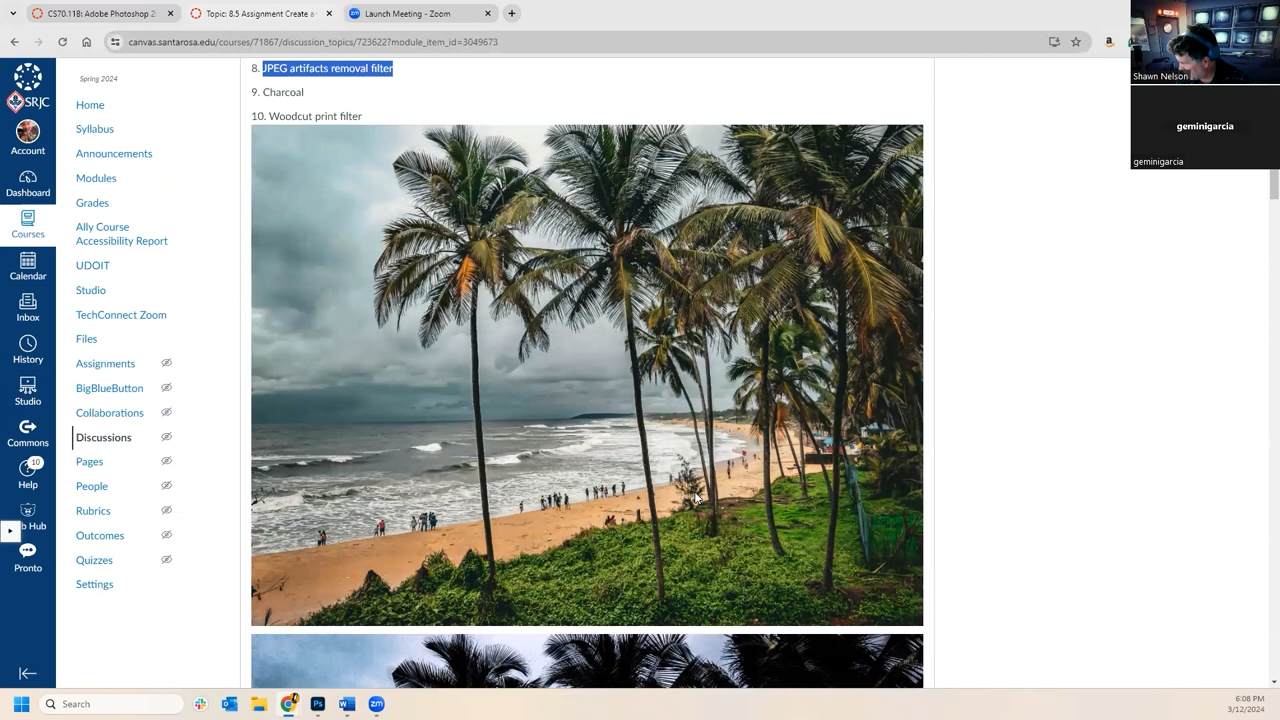 CS70.11B: Adobe Photoshop 2
Topic: 8.5 Assignment Create a
Launch Meeting - Zoom
canvas.santarosa.edu/courses/71867/discussion_topics/723622?module_item_id=3049673
Shawn Nelson
geminigarcia
geminigarcia
SRJC
Account
Dashboard
Courses
Calendar
Inbox
History
Studio
Commons
10
Help
Hub
Pronto
Spring 2024
Home
Syllabus
Announcements
Modules
Grades
Ally Course
Accessibility Report
UDOIT
Studio
TechConnect Zoom
Files
Assignments
BigBlueButton
Collaborations
Discussions
Pages
People
Rubrics
Outcomes
Quizzes
Settings
8. JPEG artifacts removal filter
9. Charcoal
10. Woodcut print filter
Search
6:08 PM
3/12/2024